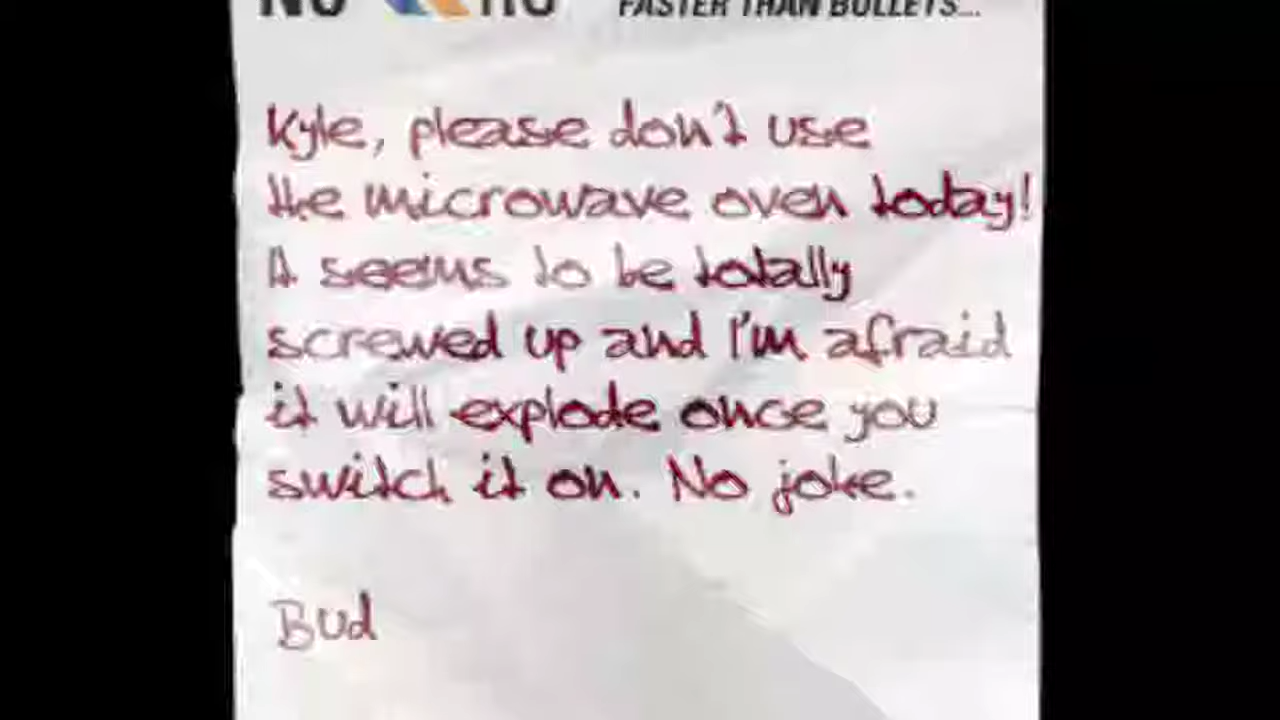 FASTER THAN BULLETS...
Kyle, please don't use
the microwave oven today!
It seems to be totally
screwed up and I'm afraid
it will explode once you
switch it on. No joke.
Bud